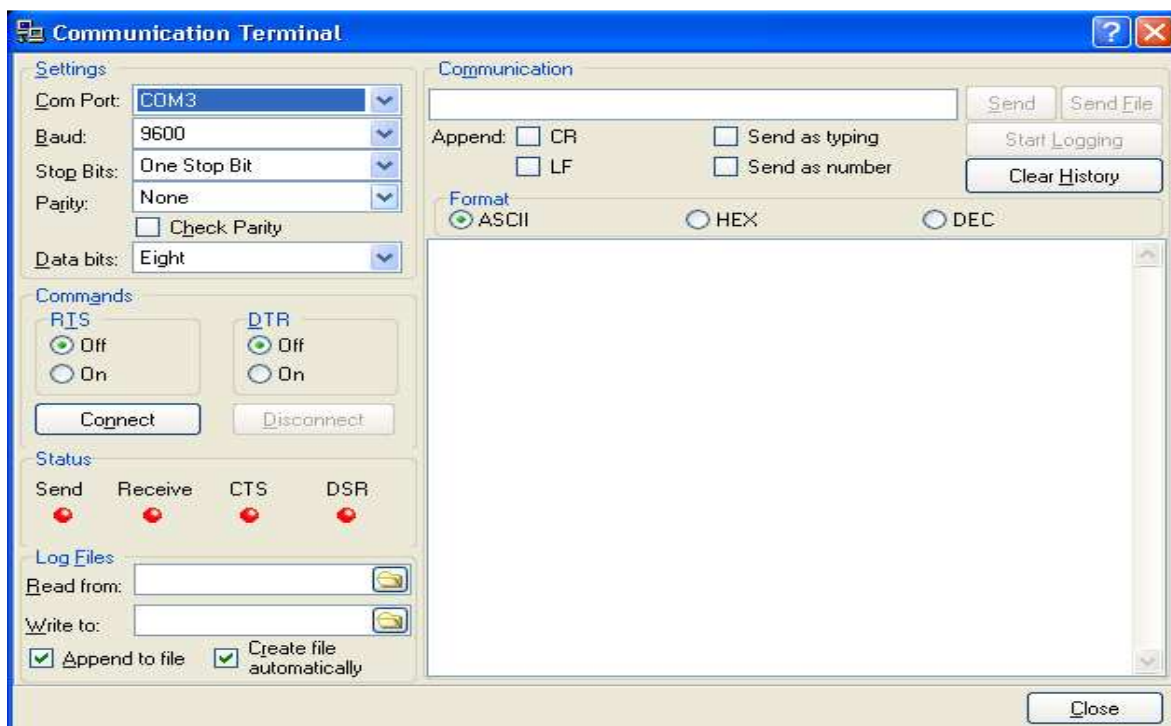 Communication Terminal
Settings
Com Port: COM3
Baud: 9600
Stop Bits: One Stop Bit
Parity: None
Check Parity
Data bits: Eight
Commands
RTS
Off
On
DTR
Off
On
Connect
Disconnect
Status
Send Receive CTS DSR
Log Files
Read from:
Write to:
Append to file
Create file
automatically
Communication
Send
Send File
Append: CR
LF
Send as typing
Send as number
Start Logging
Clear History
Format
ASCII HEX DEC
Close